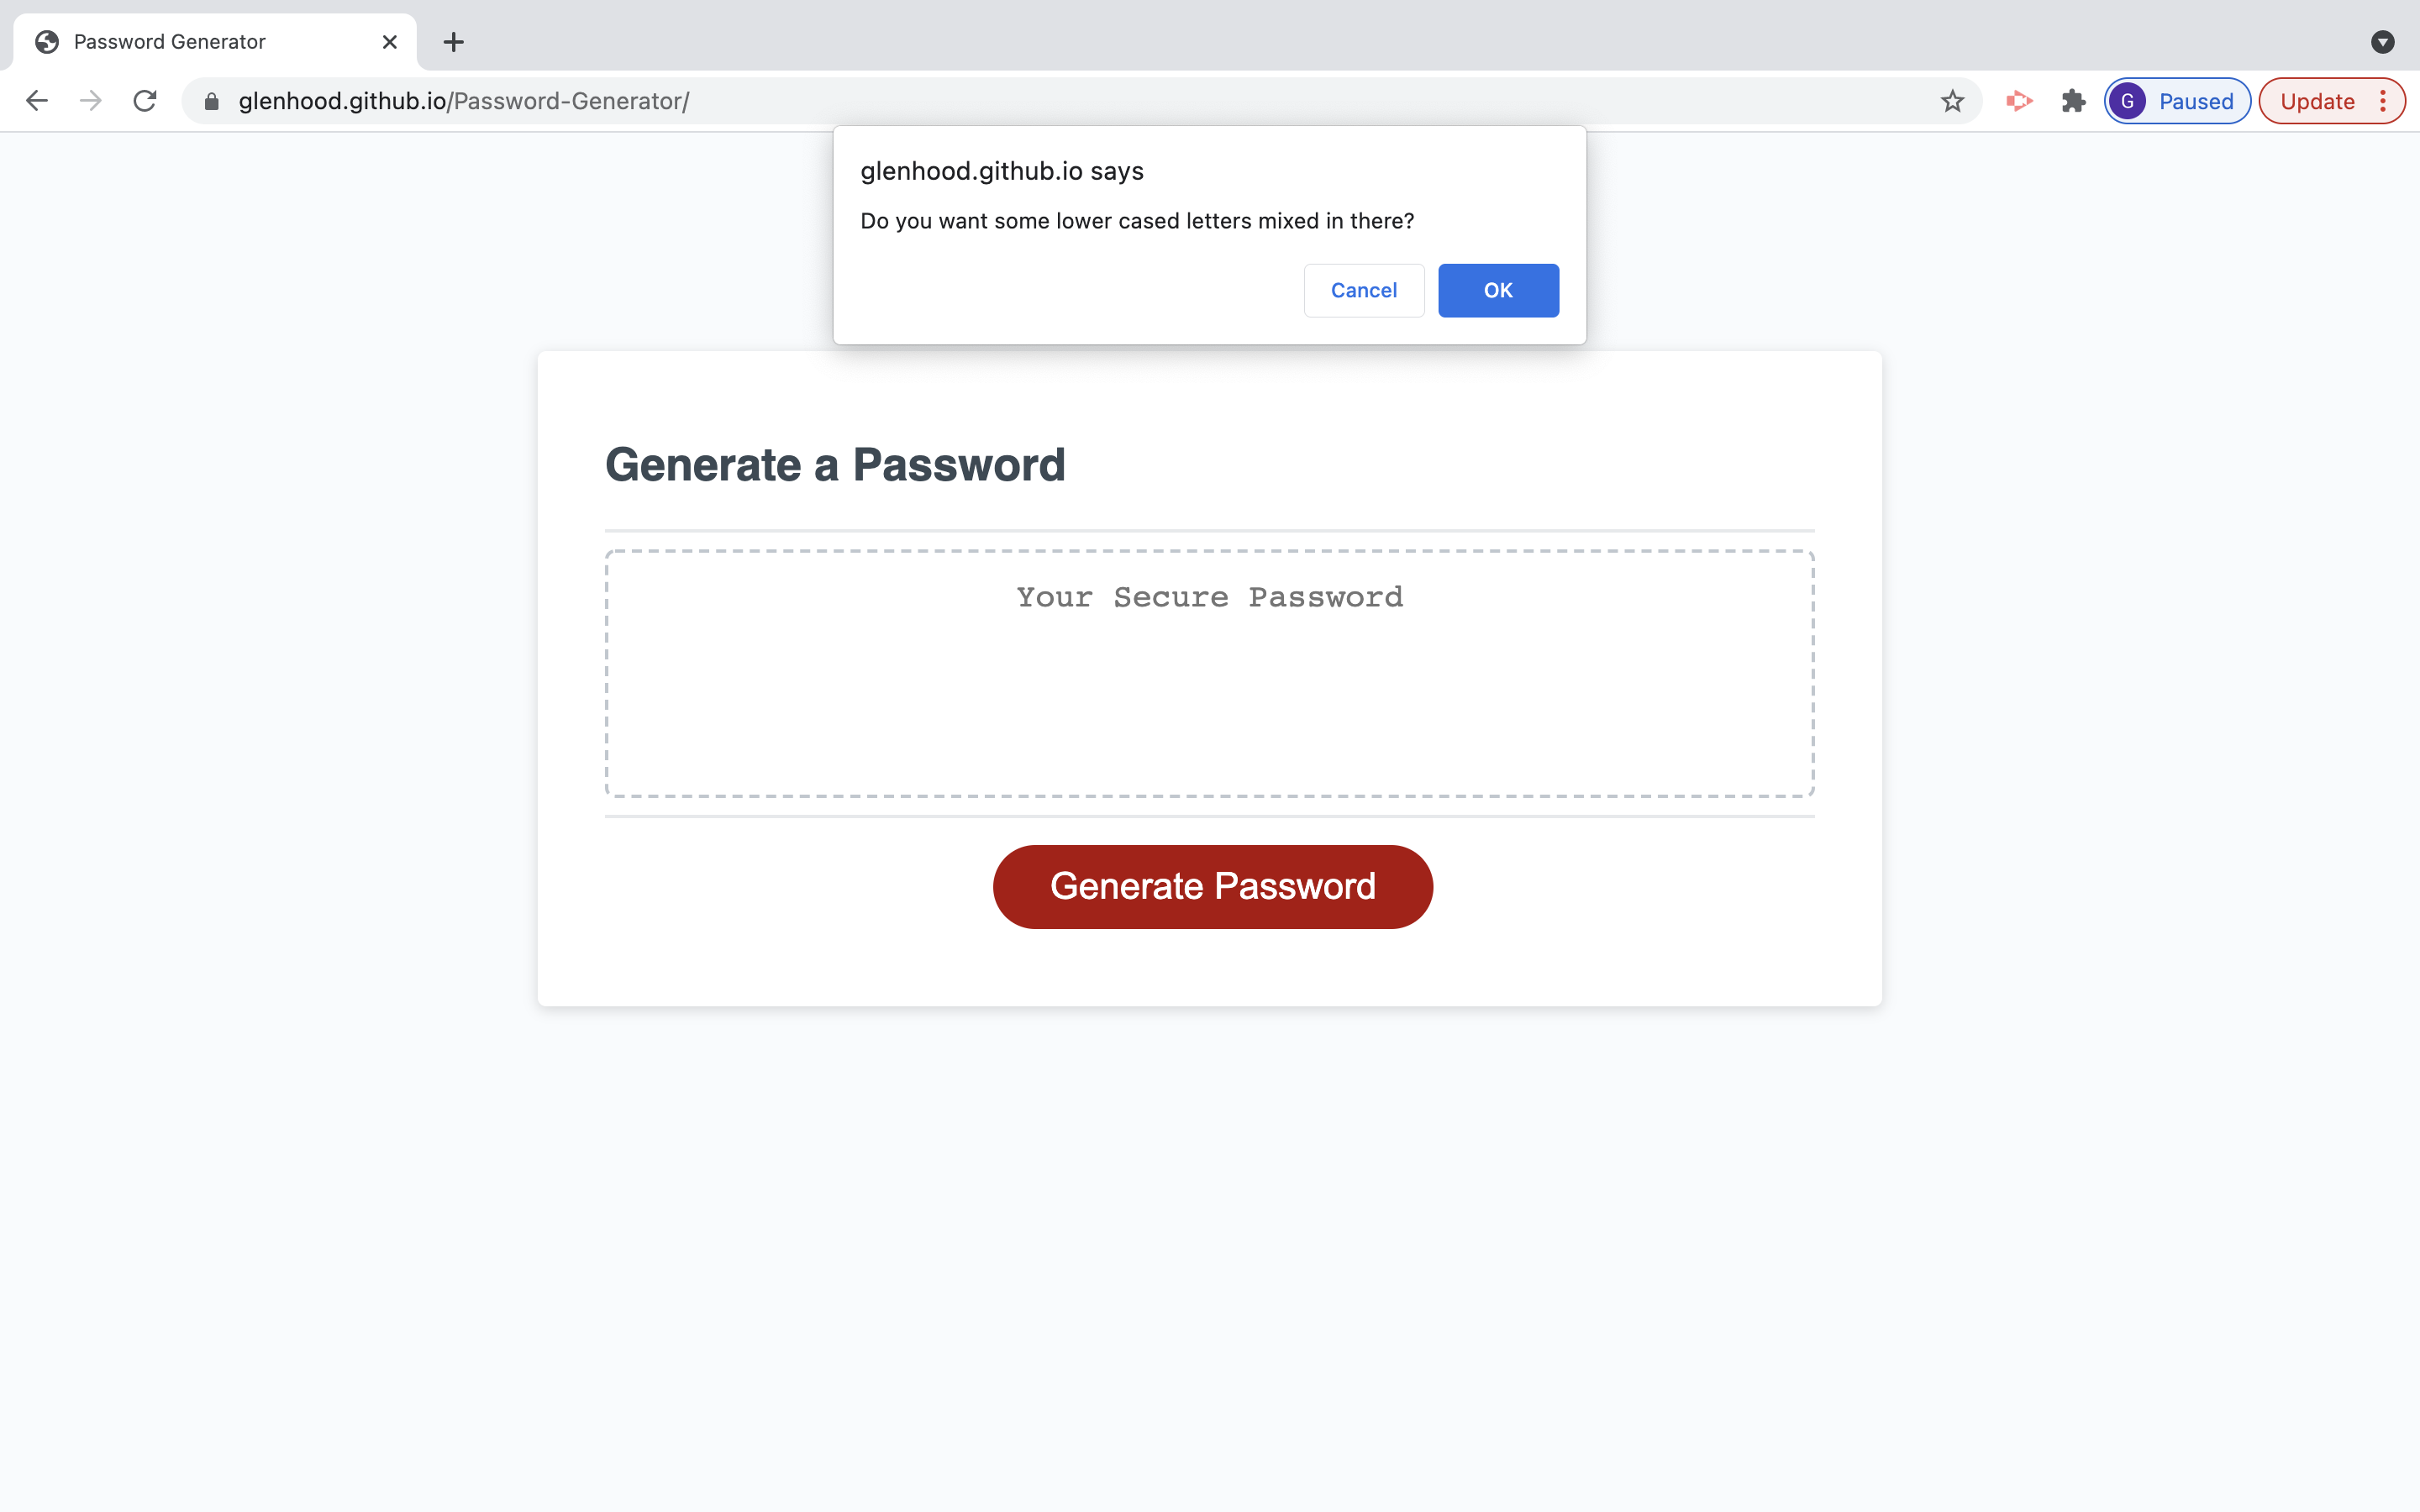 Password Generator
glenhood.github.io/Password-Generator/
G Paused
Update
glenhood.github.io says
Do you want some lower cased letters mixed in there?
Cancel OK
Generate a Password
Your Secure Password
Generate Password